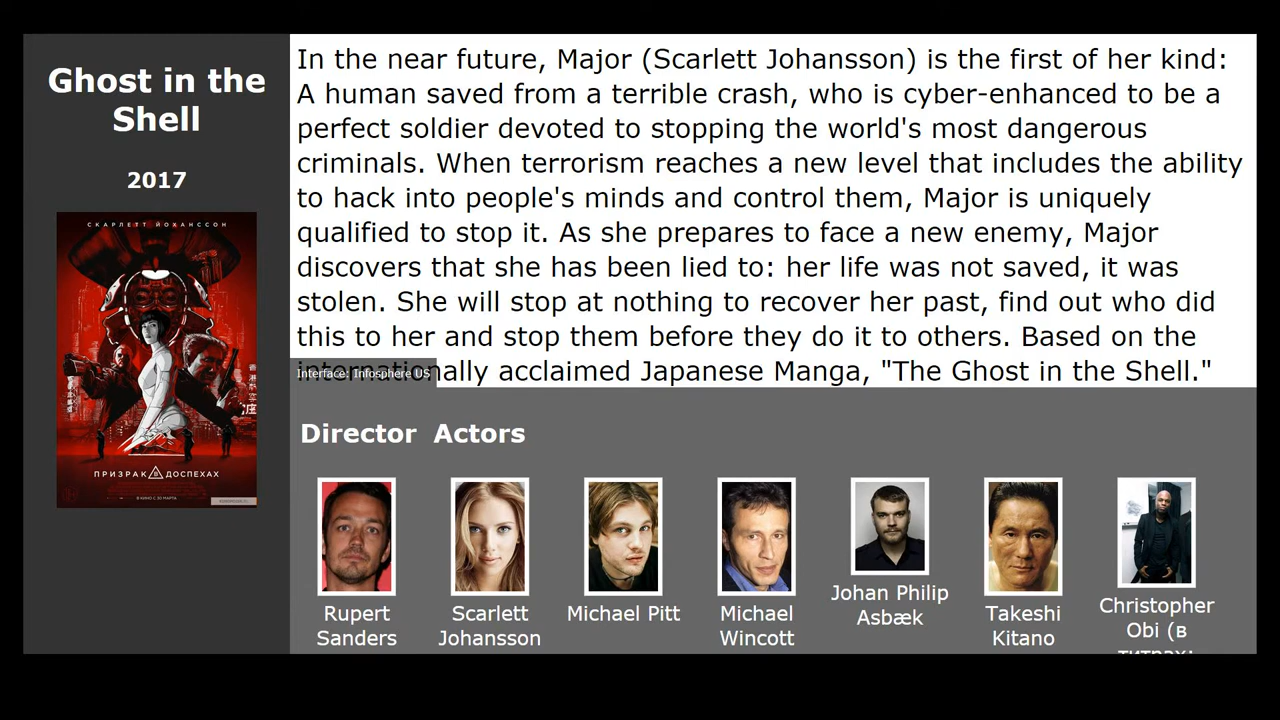 Ghost in the
Shell
2017
СКАРЛЕТТ ЙОХАНССОН
ПРИЗРАК В ДОСПЕХАХ
В КИНО С 30 МАРТА
In the near future, Major (Scarlett Johansson) is the first of her kind:
A human saved from a terrible crash, who is cyber-enhanced to be a
perfect soldier devoted to stopping the world's most dangerous
criminals. When terrorism reaches a new level that includes the ability
to hack into people's minds and control them, Major is uniquely
qualified to stop it. As she prepares to face a new enemy, Major
discovers that she has been lied to: her life was not saved, it was
stolen. She will stop at nothing to recover her past, find out who did
this to her and stop them before they do it to others. Based on the
internationally acclaimed Japanese Manga, "The Ghost in the Shell."
Interface: Infosphere US
Director Actors
Rupert
Sanders
Scarlett
Johansson
Michael Pitt
Michael
Wincott
Johan Philip
Asbæk
Takeshi
Kitano
Christopher
Obi (в
титрах: